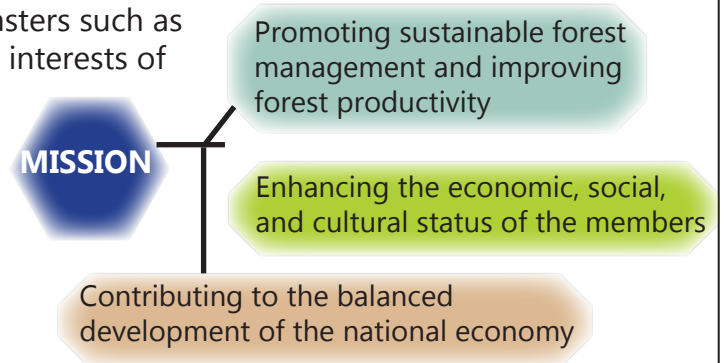 asters such as
interests of
MISSION
Promoting sustainable forest
management and improving
forest productivity
Enhancing the economic, social,
and cultural status of the members
Contributing to the balanced
development of the national economy